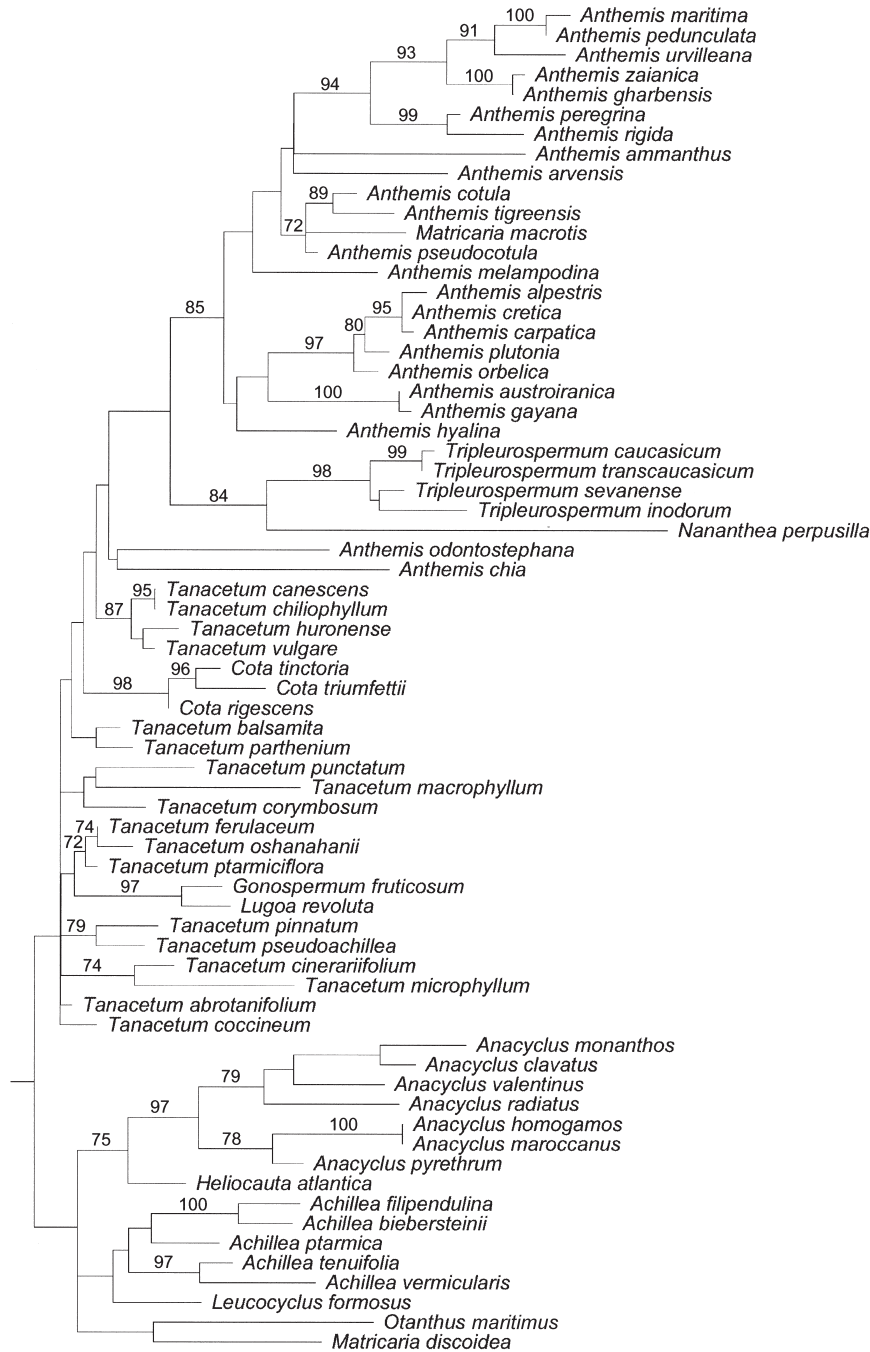 100 Anthemis maritima
Anthemis pedunculata
91
Anthemis urvilleana
93
100 Anthemis zaianica
Anthemis gharbensis
94
Anthemis peregrina
99
Anthemis rigida
Anthemis ammanthus
Anthemis arvensis
89 Anthemis cotula
Anthemis tigreensis
72 Matricaria macrotis
Anthemis pseudocotula
Anthemis melampodina
Anthemis alpestris
85 95 Anthemis cretica
80 Anthemis carpatica
97 Anthemis plutonia
Anthemis orbelica
100 Anthemis austroiranica
Anthemis gayana
Anthemis hyalina
99 Tripleurospermum caucasicum
98 Tripleurospermum transcaucasicum
84 Tripleurospermum sevanense
Tripleurospermum inodorum
Nananthea perpusilla
Anthemis odontostephana
Anthemis chia
95 Tanacetum canescens
87 Tanacetum chiliophyllum
Tanacetum huronense
Tanacetum vulgare
96 Cota tinctoria
98 Cota triumfettii
Cota rigescens
Tanacetum balsamita
Tanacetum parthenium
Tanacetum punctatum
Tanacetum macrophyllum
Tanacetum corymbosum
74 Tanacetum ferulaceum
72 Tanacetum oshanahanii
Tanacetum ptarmiciflora
97 Gonospermum fruticosum
Lugoa revoluta
79 Tanacetum pinnatum
Tanacetum pseudoachillea
74 Tanacetum cinerariifolium
Tanacetum microphyllum
Tanacetum abrotanifolium
Tanacetum coccineum
Anacyclus monanthos
Anacyclus clavatus
79 Anacyclus valentinus
97 Anacyclus radiatus
100 Anacyclus homogamos
75 78 Anacyclus maroccanus
Anacyclus pyrethrum
Heliocauta atlantica
100 Achillea filipendulina
Achillea biebersteinii
Achillea ptarmica
97 Achillea tenuifolia
Achillea vermicularis
Leucocyclus formosus
Otanthus maritimus
Matricaria discoidea